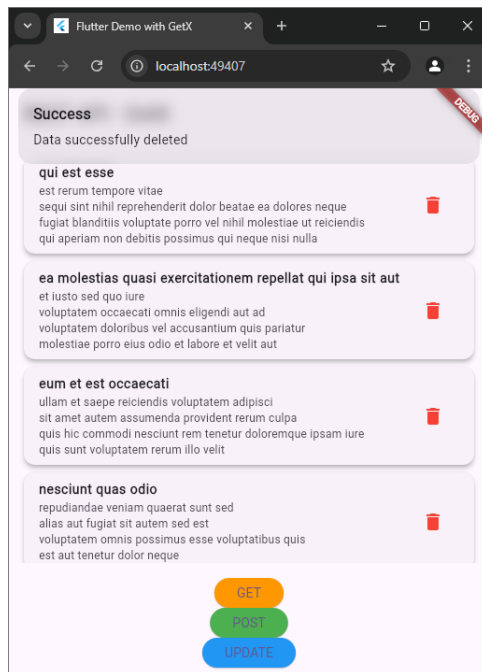 Flutter Demo with GetX
localhost:49407
DEBUG
Success
Data successfully deleted
qui est esse
est rerum tempore vitae
sequi sint nihil reprehenderit dolor beatae ea dolores neque
fugiat blanditiis voluptate porro vel nihil molestiae ut reiciendis
qui aperiam non debitis possimus qui neque nisi nulla
ea molestias quasi exercitationem repellat qui ipsa sit aut
et iusto sed quo iure
voluptatem occaecati omnis eligendi aut ad
voluptatem doloribus vel accusantium quis pariatur
molestiae porro eius odio et labore et velit aut
eum et est occaecati
ullam et saepe reiciendis voluptatem adipisci
sit amet autem assumenda provident rerum culpa
quis hic commodi nesciunt rem tenetur doloremque ipsam iure
quis sunt voluptatem rerum illo velit
nesciunt quas odio
repudiandae veniam quaerat sunt sed
alias aut fugiat sit autem sed est
voluptatem omnis possimus esse voluptatibus quis
est aut tenetur dolor neque
GET
POST
UPDATE